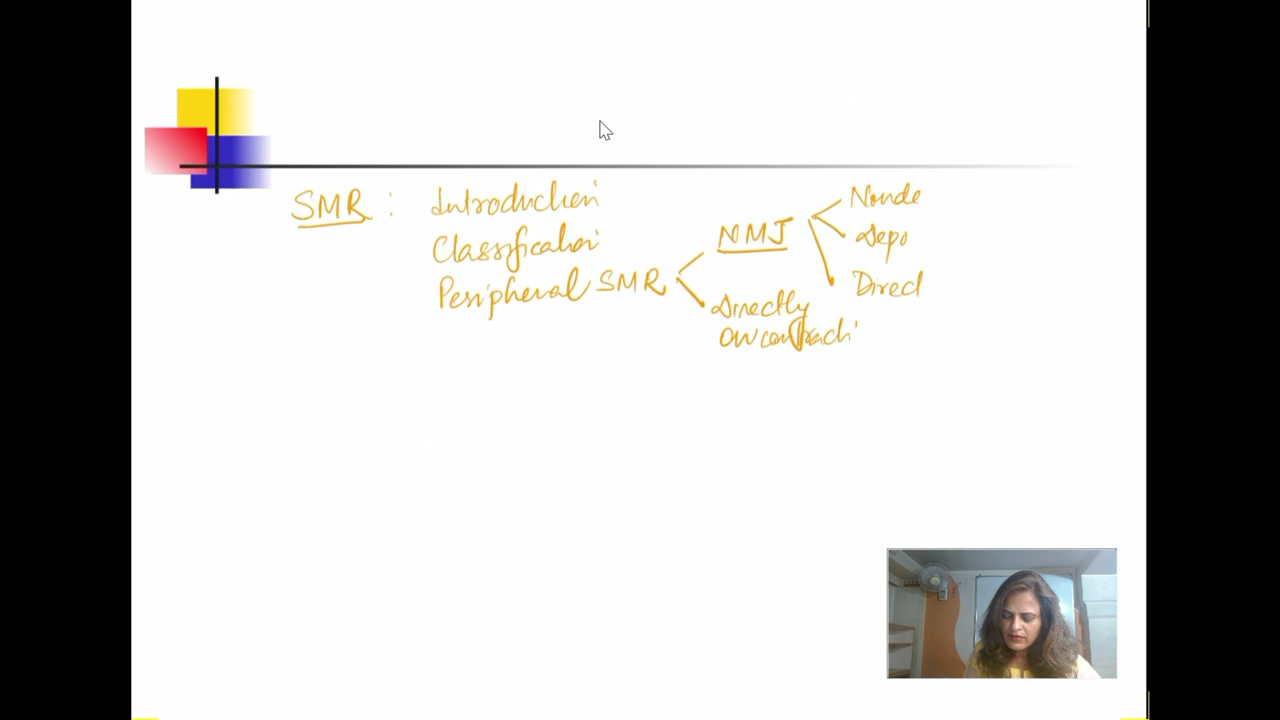 SMR : Introduction
Classification
Peripheral SMR
NMJ
Directly
on contracti
Nonde
Depo
Direct